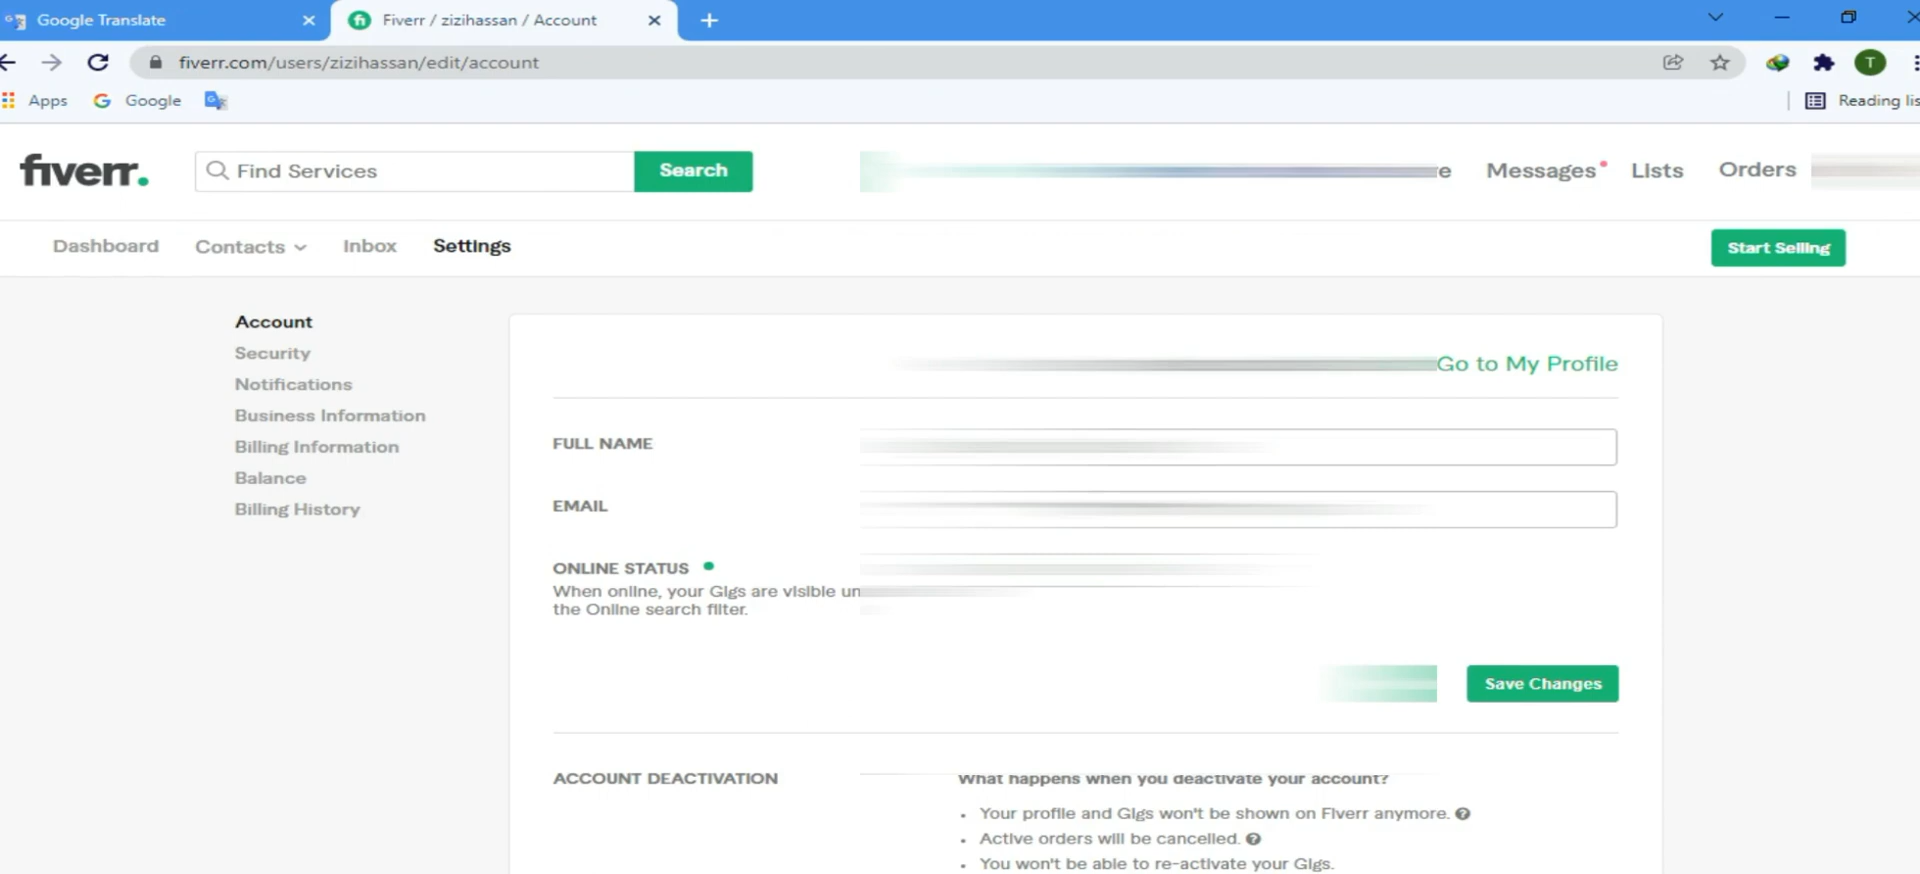 Google Translate
Fiverr / zizihassan / Account
fiverr.com/users/zizihassan/edit/account
T
Apps
Google
Reading lis
fiverr.
Find Services
Search
e
Messages
Lists
Orders
Dashboard
Contacts
Inbox
Settings
Start Selling
Account
Security
Notifications
Business Information
Billing Information
Balance
Billing History
Go to My Profile
FULL NAME
EMAIL
ONLINE STATUS
When online, your Gigs are visible un
the Online search filter.
Save Changes
ACCOUNT DEACTIVATION
What happens when you deactivate your account?
• Your profile and Gigs won't be shown on Fiverr anymore.
• Active orders will be cancelled.
• You won't be able to re-activate your Gigs.